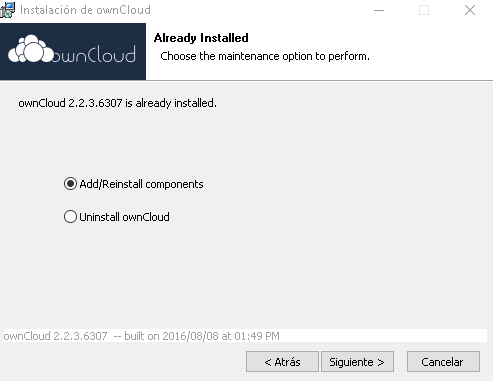 Instalación de ownCloud
ownCloud
Already Installed
Choose the maintenance option to perform.
ownCloud 2.2.3.6307 is already installed.
Add/Reinstall components
Uninstall ownCloud
ownCloud 2.2.3.6307 -- built on 2016/08/08 at 01:49 PM
< Atrás
Siguiente >
Cancelar